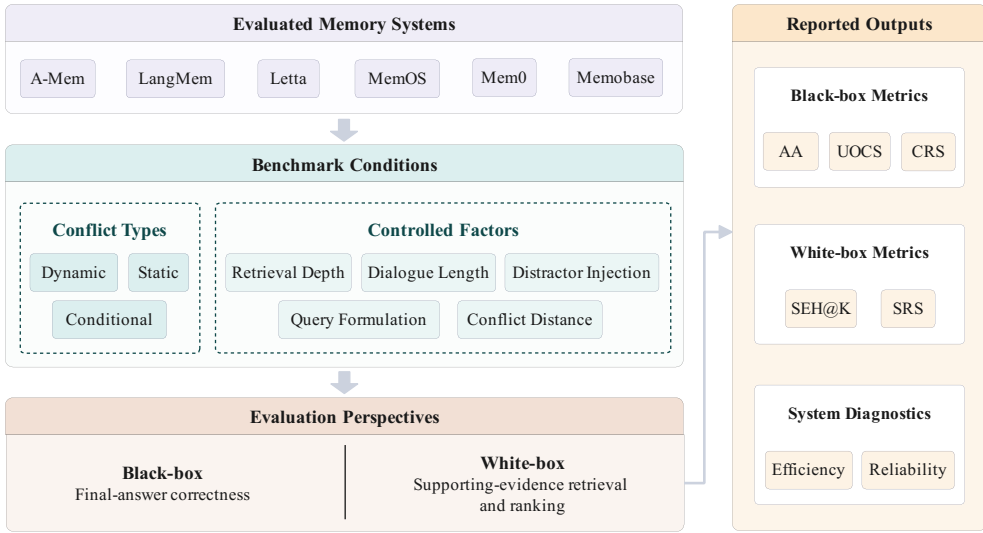 Evaluated Memory Systems
A-Mem LangMem Letta MemOS Mem0 Memobase
Benchmark Conditions
Conflict Types
Dynamic Static
Conditional
Controlled Factors
Retrieval Depth Dialogue Length Distractor Injection
Query Formulation Conflict Distance
Evaluation Perspectives
Black-box
Final-answer correctness
White-box
Supporting-evidence retrieval
and ranking
Reported Outputs
Black-box Metrics
AA UOCS CRS
White-box Metrics
SEH@K SRS
System Diagnostics
Efficiency Reliability